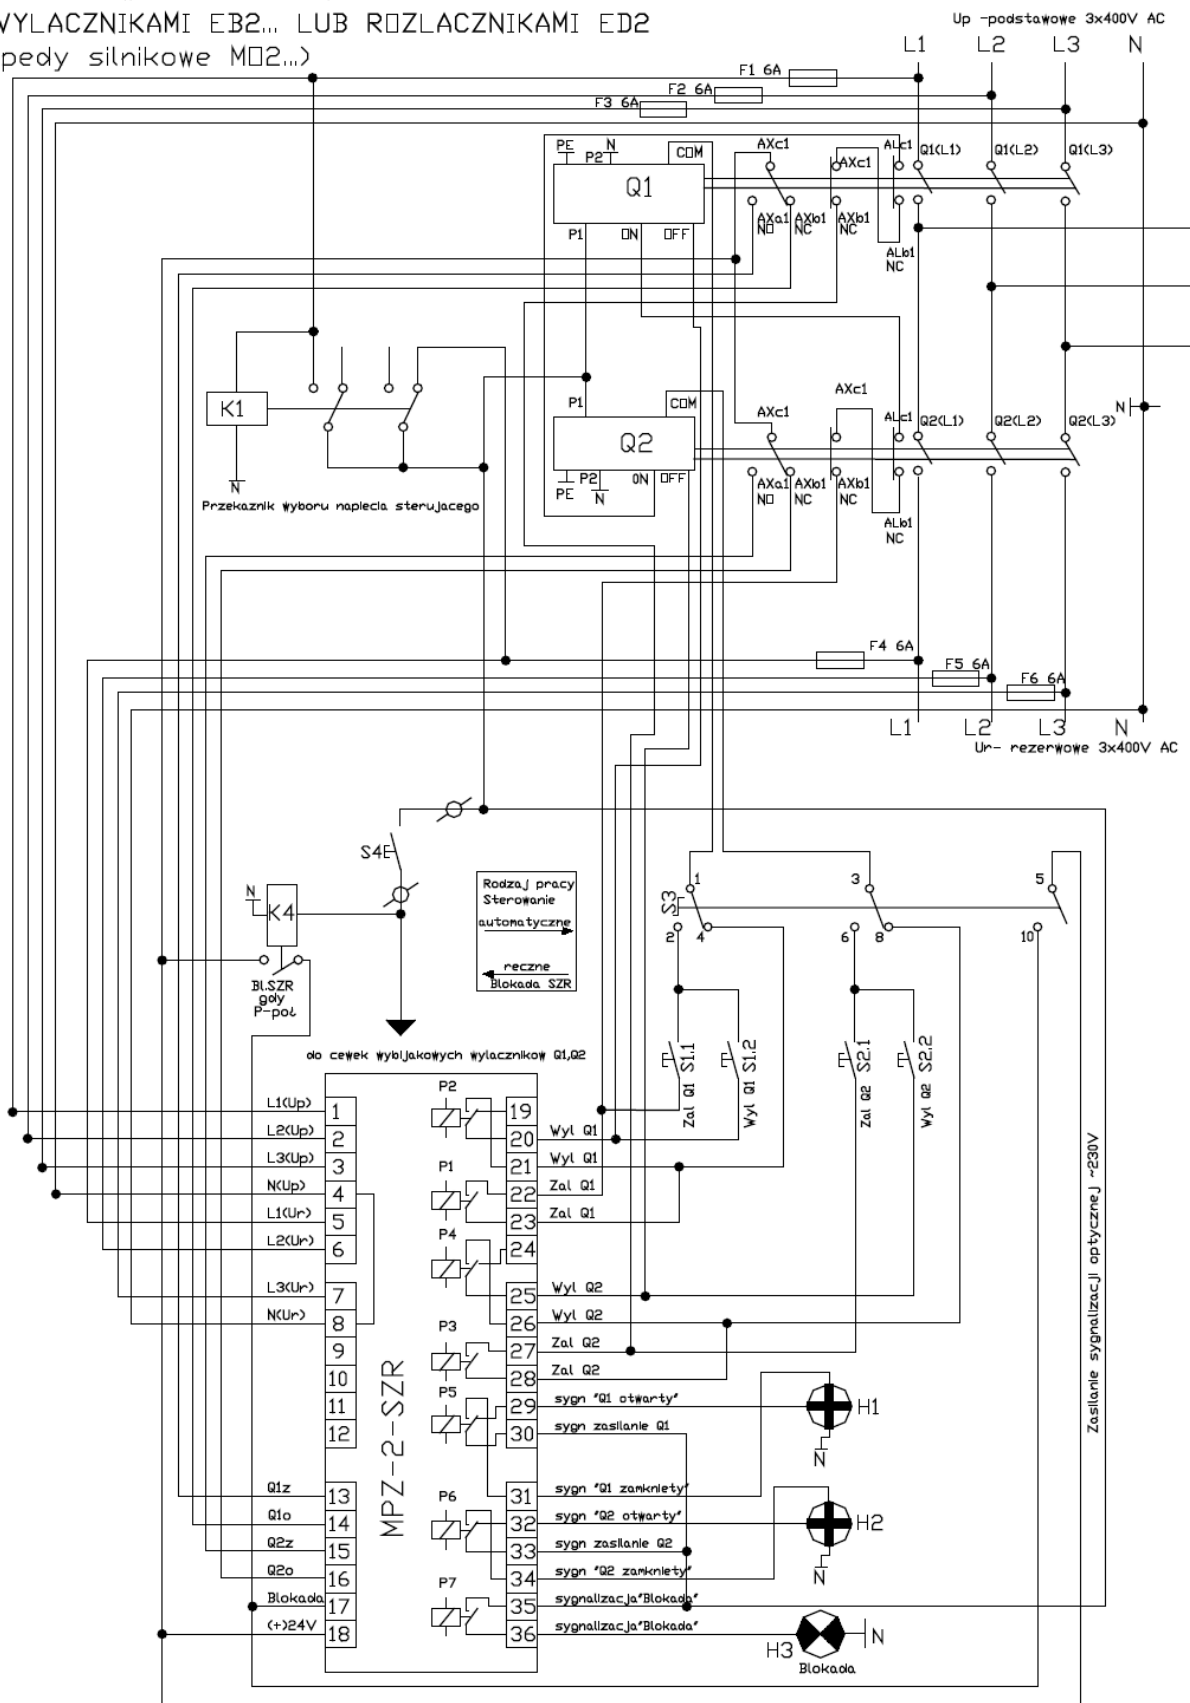 WYLACZNIKAMI EB2... LUB ROZLACZNIKAMI ED2
pedy silnikowe MO2...)
Up -podstawowe 3x400V AC
L1 L2 L3 N
F1 6A
F2 6A
F3 6A
PE P2 N COM AXc1 AXc1 ALc1 Q1(L1) Q1(L2) Q1(L3)
Q1
P1 ON OFF AXa1 NO AXb1 NC AXb1 NC
ALb1
NC
K1
P1 COM AXc1 AXc1 ALc1 Q2(L1) Q2(L2) Q2(L3) N
Q2
PE P2 N ON OFF AXa1 NO AXb1 NC AXb1 NC
ALb1
NC
N
Przekaznik wyboru napiecia sterujacego
F4 6A
F5 6A
F6 6A
L1 L2 L3 N
Ur- rezerwowe 3x400V AC
S4E
N K4
Bl.SZR
gdy
P-poż
Rodzaj pracy
Sterowanie
automatyczne
reczne
Blokada SZR
S3
1 3 5
2 4 6 8 10
S1.1 S1.2 S2.1 S2.2
Zal Q1 Wyl Q1 Zal Q2 Wyl Q2
do cewek wybijakowych wylacznikow Q1,Q2
MPZ-2-SZR
L1(Up) 1
L2(Up) 2
L3(Up) 3
N(Up) 4
L1(Ur) 5
L2(Ur) 6
L3(Ur) 7
N(Ur) 8
9
10
11
12
Q1z 13
Q1o 14
Q2z 15
Q2o 16
Blokada 17
(+)24V 18
P2
P1
P4
P3
P5
P6
P7
19
20 Wyl Q1
21 Wyl Q1
22 Zal Q1
23 Zal Q1
24
25 Wyl Q2
26 Wyl Q2
27 Zal Q2
28 Zal Q2
29 sygn "Q1 otwarty"
30 sygn zasilanie Q1
31 sygn "Q1 zamkniety"
32 sygn "Q2 otwarty"
33 sygn zasilanie Q2
34 sygn "Q2 zamkniety"
35 sygnalizacja"Blokada"
36 sygnalizacja"Blokada"
H1
N
H2
N
H3 N
Blokada
Zasilanie sygnalizacji optycznej ~230V